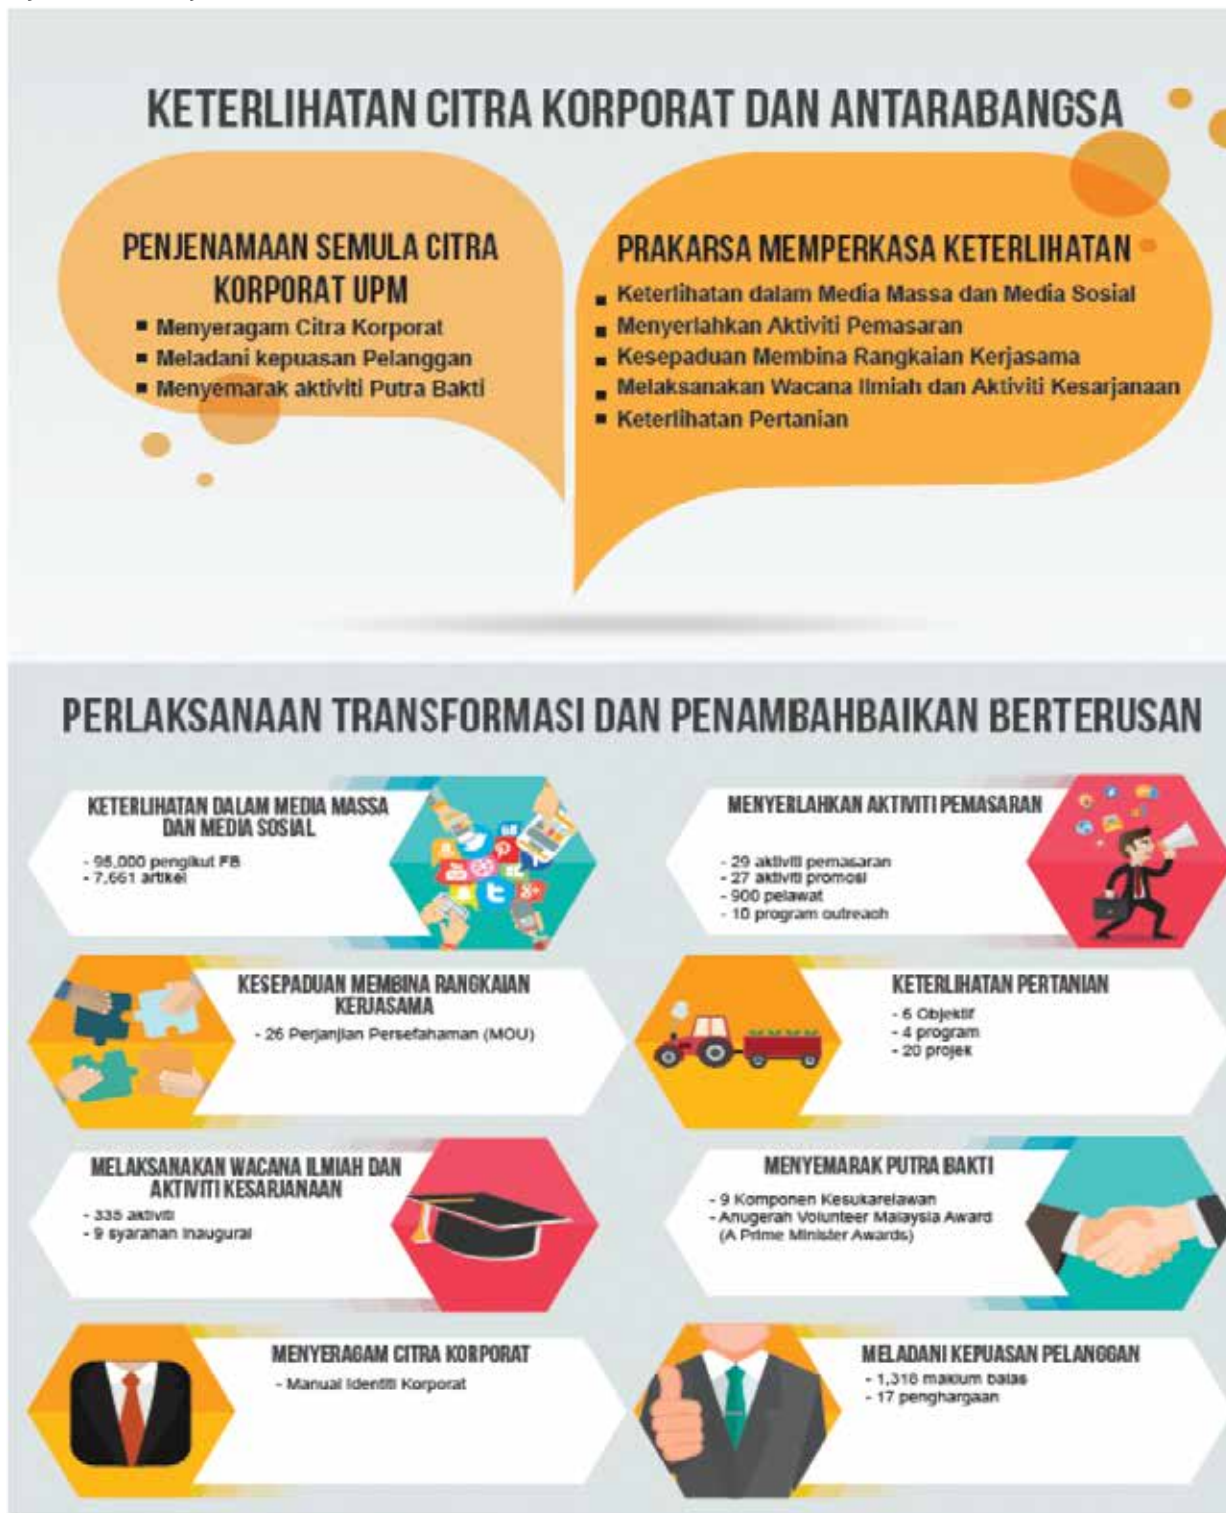 KETERLIHATAN CITRA KORPORAT DAN ANTARABANGSA
PENJENAMAAN SEMULA CITRA
KORPORAT UPM
▪ Menyeragam Citra Korporat
▪ Meladani kepuasan Pelanggan
▪ Menyemarak aktiviti Putra Bakti
PRAKARSA MEMPERKASA KETERLIHATAN
▪ Keterlihatan dalam Media Massa dan Media Sosial
▪ Menyerlahkan Aktiviti Pemasaran
▪ Kesepaduan Membina Rangkaian Kerjasama
▪ Melaksanakan Wacana Ilmiah dan Aktiviti Kesarjanaan
▪ Keterlihatan Pertanian
PERLAKSANAAN TRANSFORMASI DAN PENAMBAHBAIKAN BERTERUSAN
KETERLIHATAN DALAM MEDIA MASSA
DAN MEDIA SOSIAL
- pengikut FB
- 7,661 artikel
MENYERLAHKAN AKTIVITI PEMASARAN
- 29 aktiviti pemasaran
- 27 aktiviti promosi
- 900 pelawat
- 10 program outreach
KESEPADUAN MEMBINA RANGKAIAN
KERJASAMA
- 26 Perjanjian Persefahaman (MOU)
KETERLIHATAN PERTANIAN
- Objektif
- 4 program
- 20 projek
MELAKSANAKAN WACANA ILMIAH DAN
AKTIVITI KESARJANAAN
- aktiviti
- 9 syarahan inaugural
MENYEMARAK PUTRA BAKTI
- 9 Komponen Kesukarelawan
- Anugerah Volunteer Malaysia Award
(A Prime Minister Awards)
MENYERAGAM CITRA KORPORAT
- Manual Identiti Korporat
MELADANI KEPUASAN PELANGGAN
- maklum balas
- 17 penghargaan